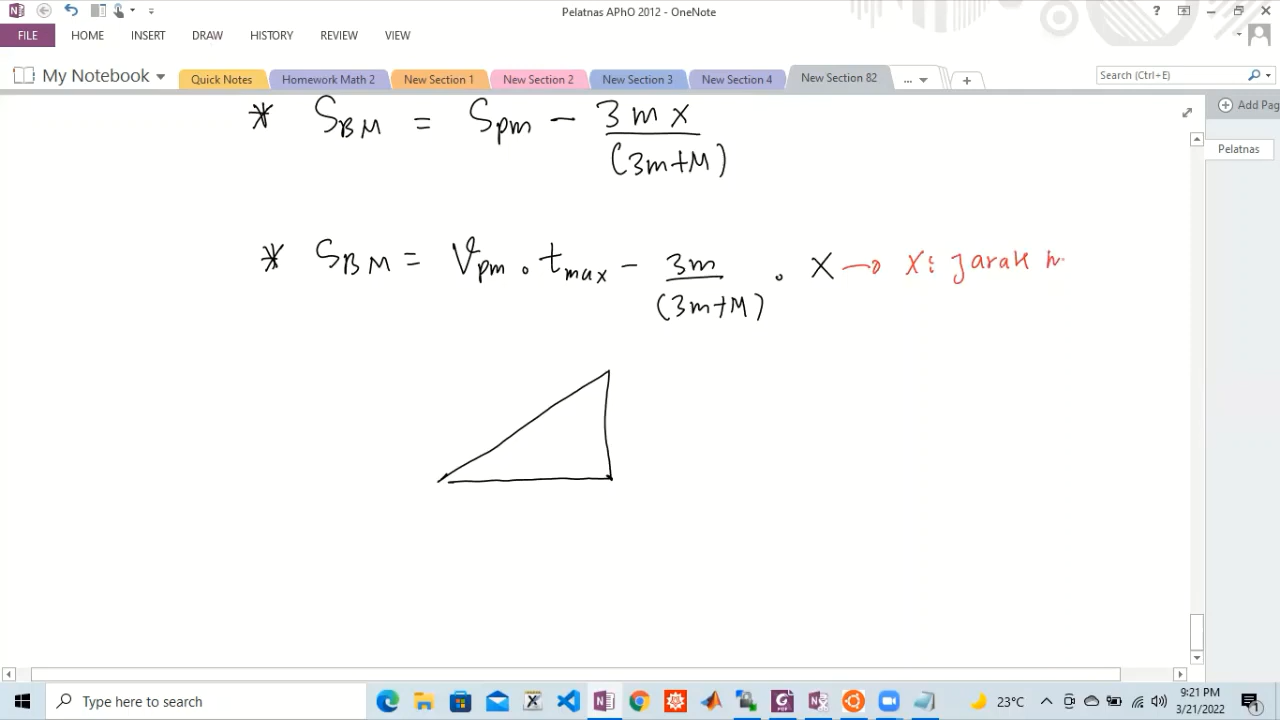 Pelatnas APhO 2012 - OneNote
FILE HOME INSERT DRAW HISTORY REVIEW VIEW
My Notebook Quick Notes Homework Math 2 New Section 1 New Section 2 New Section 3 New Section 4 New Section 82 ... Search (Ctrl+E)
Add Pag
Pelatnas
* S_BM = S_pm - 3mx / (3m+M)
* S_BM = V_pm . t_max - 3m / (3m+M) . X → X: jarak
Type here to search
23°C
9:21 PM
3/21/2022